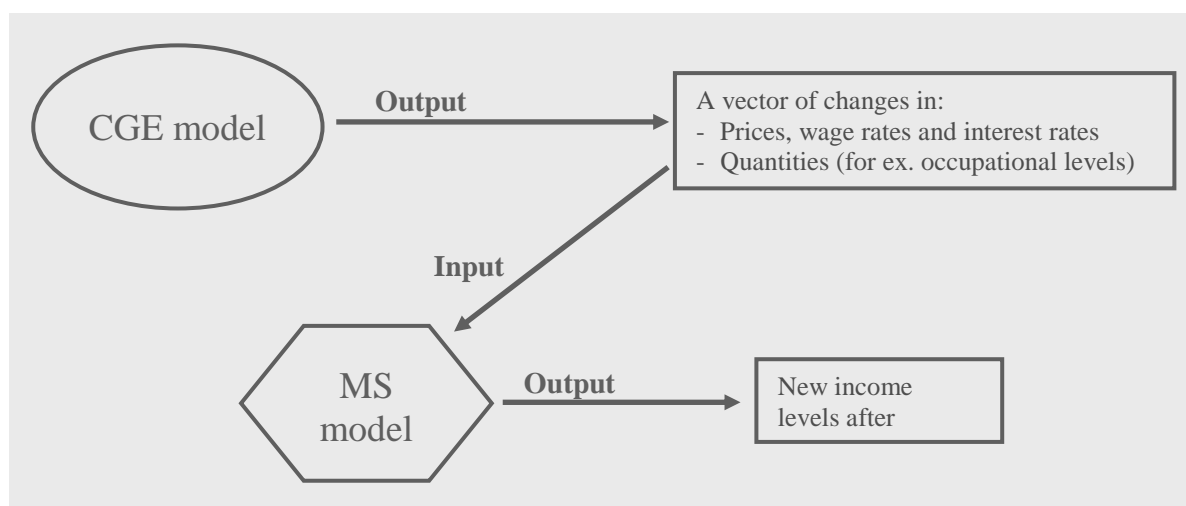 CGE model
Output
A vector of changes in:
- Prices, wage rates and interest rates
- Quantities (for ex. occupational levels)
Input
MS
model
Output
New income
levels after